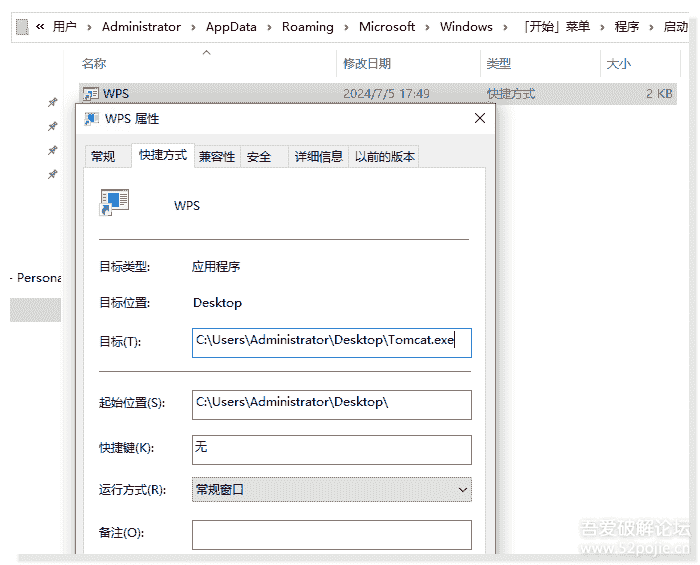 « 用户 › Administrator › AppData › Roaming › Microsoft › Windows › 「开始」菜单 › 程序 › 启动
名称 修改日期 类型 大小
WPS 2024/7/5 17:49 快捷方式 2 KB
WPS 属性
常规 快捷方式 兼容性 安全 详细信息 以前的版本
WPS
目标类型: 应用程序
- Persona
目标位置: Desktop
目标(T): C:\Users\Administrator\Desktop\Tomcat.exe
起始位置(S): C:\Users\Administrator\Desktop\
快捷键(K): 无
运行方式(R): 常规窗口
备注(O):
吾爱破解论坛
www.52pojie.cn